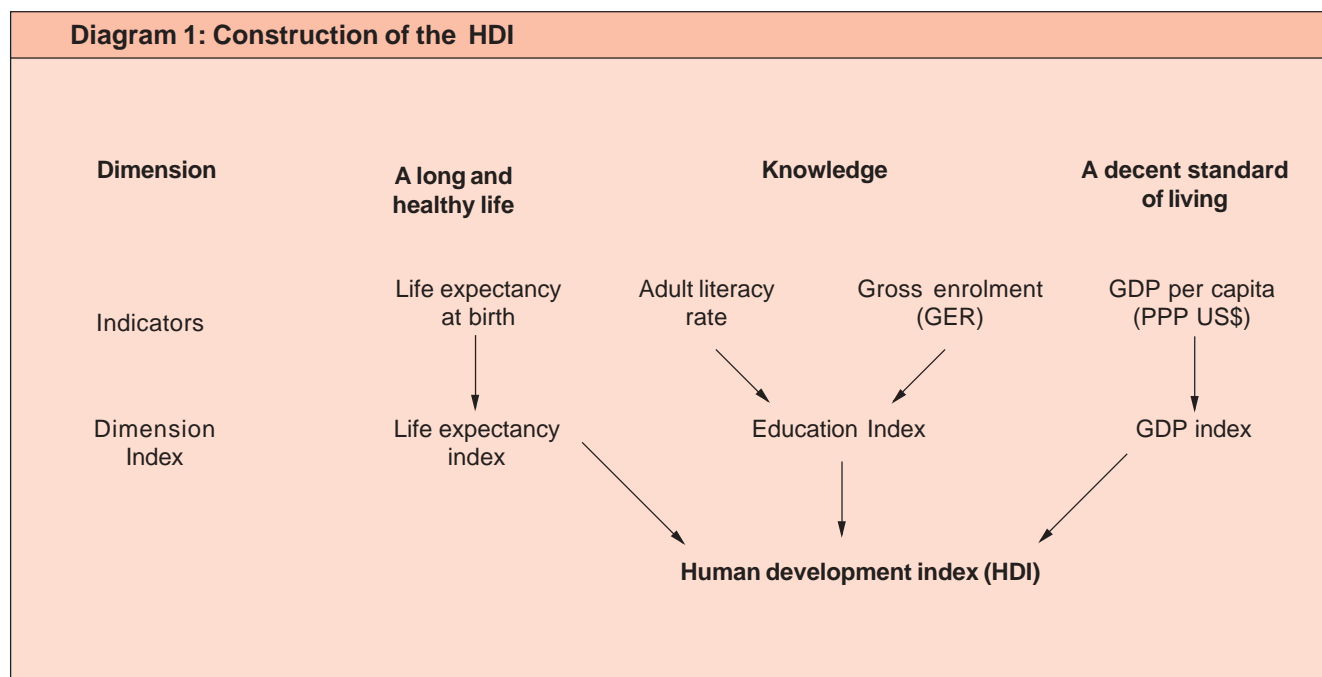 Diagram 1: Construction of the HDI
Dimension
A long and
healthy life
Knowledge
A decent standard
of living
Indicators
Life expectancy
at birth
Adult literacy
rate
Gross enrolment
(GER)
GDP per capita
(PPP US$)
Dimension
Index
Life expectancy
index
Education Index
GDP index
Human development index (HDI)